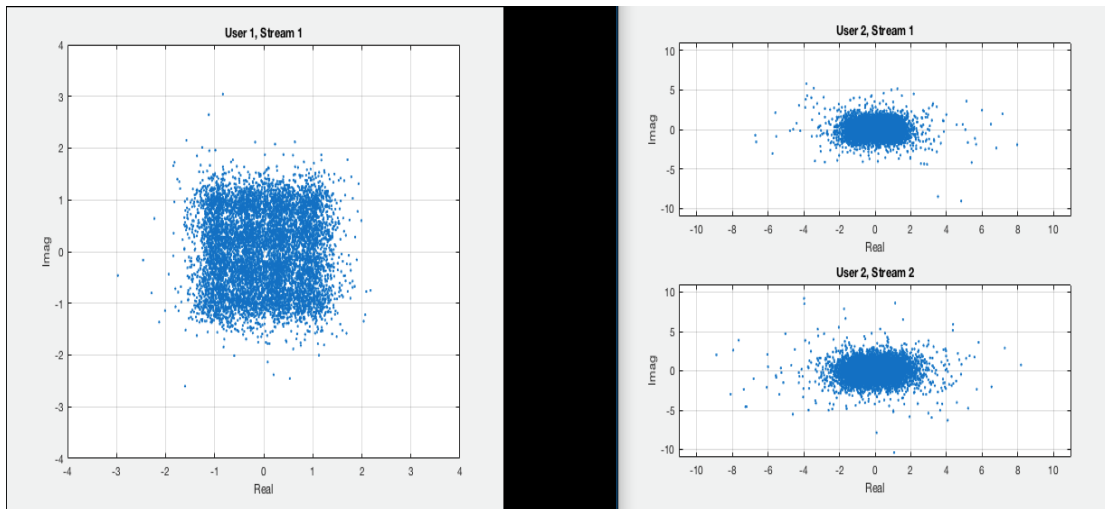 User 1, Stream 1
4
3
2
1
0
-1
-2
-3
-4
Imag
-4 -3 -2 -1 0 1 2 3 4
Real
User 2, Stream 1
10
5
0
-5
-10
Imag
-10 -8 -6 -4 -2 0 2 4 6 8 10
Real
User 2, Stream 2
10
5
0
-5
-10
Imag
-10 -8 -6 -4 -2 0 2 4 6 8 10
Real